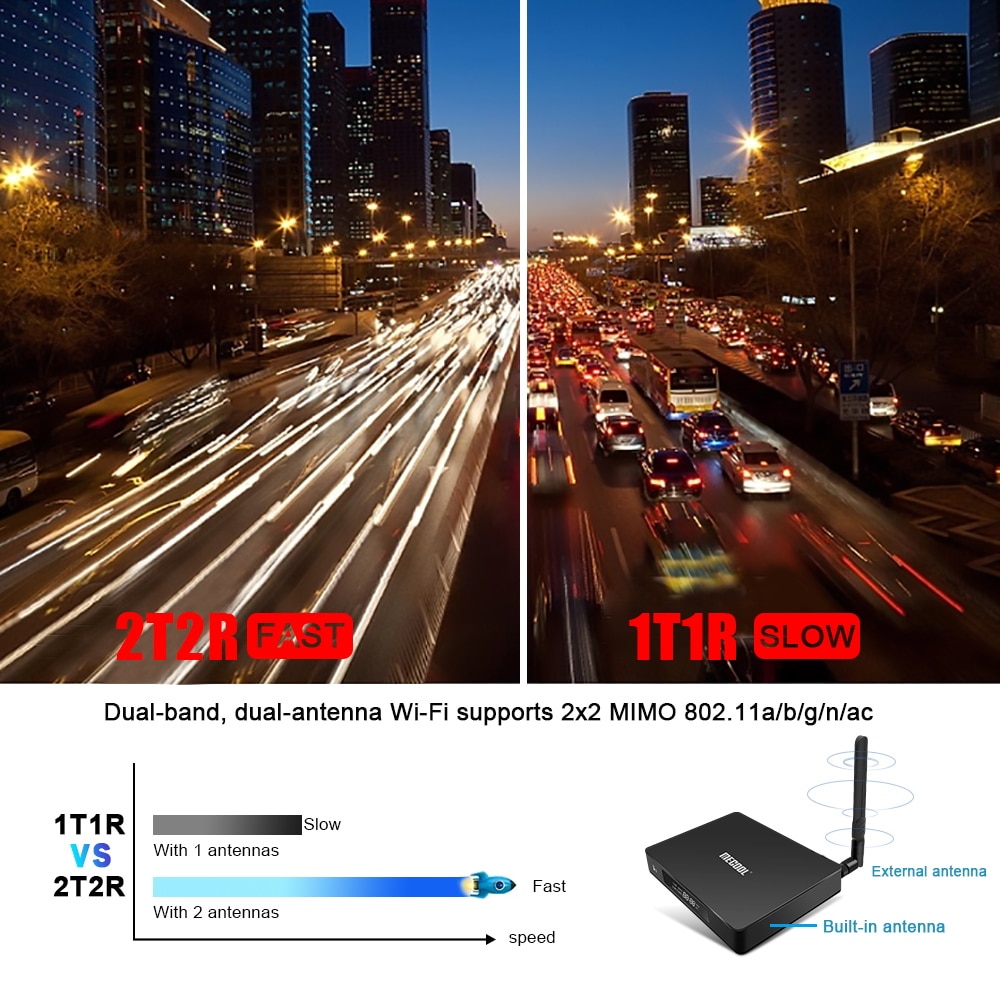 2T2R FAST
1T1R SLOW
Dual-band, dual-antenna Wi-Fi supports 2x2 MIMO 802.11a/b/g/n/ac
1T1R
Slow
With 1 antennas
VS
2T2R
Fast
With 2 antennas
speed
MECOOL
External antenna
Built-in antenna